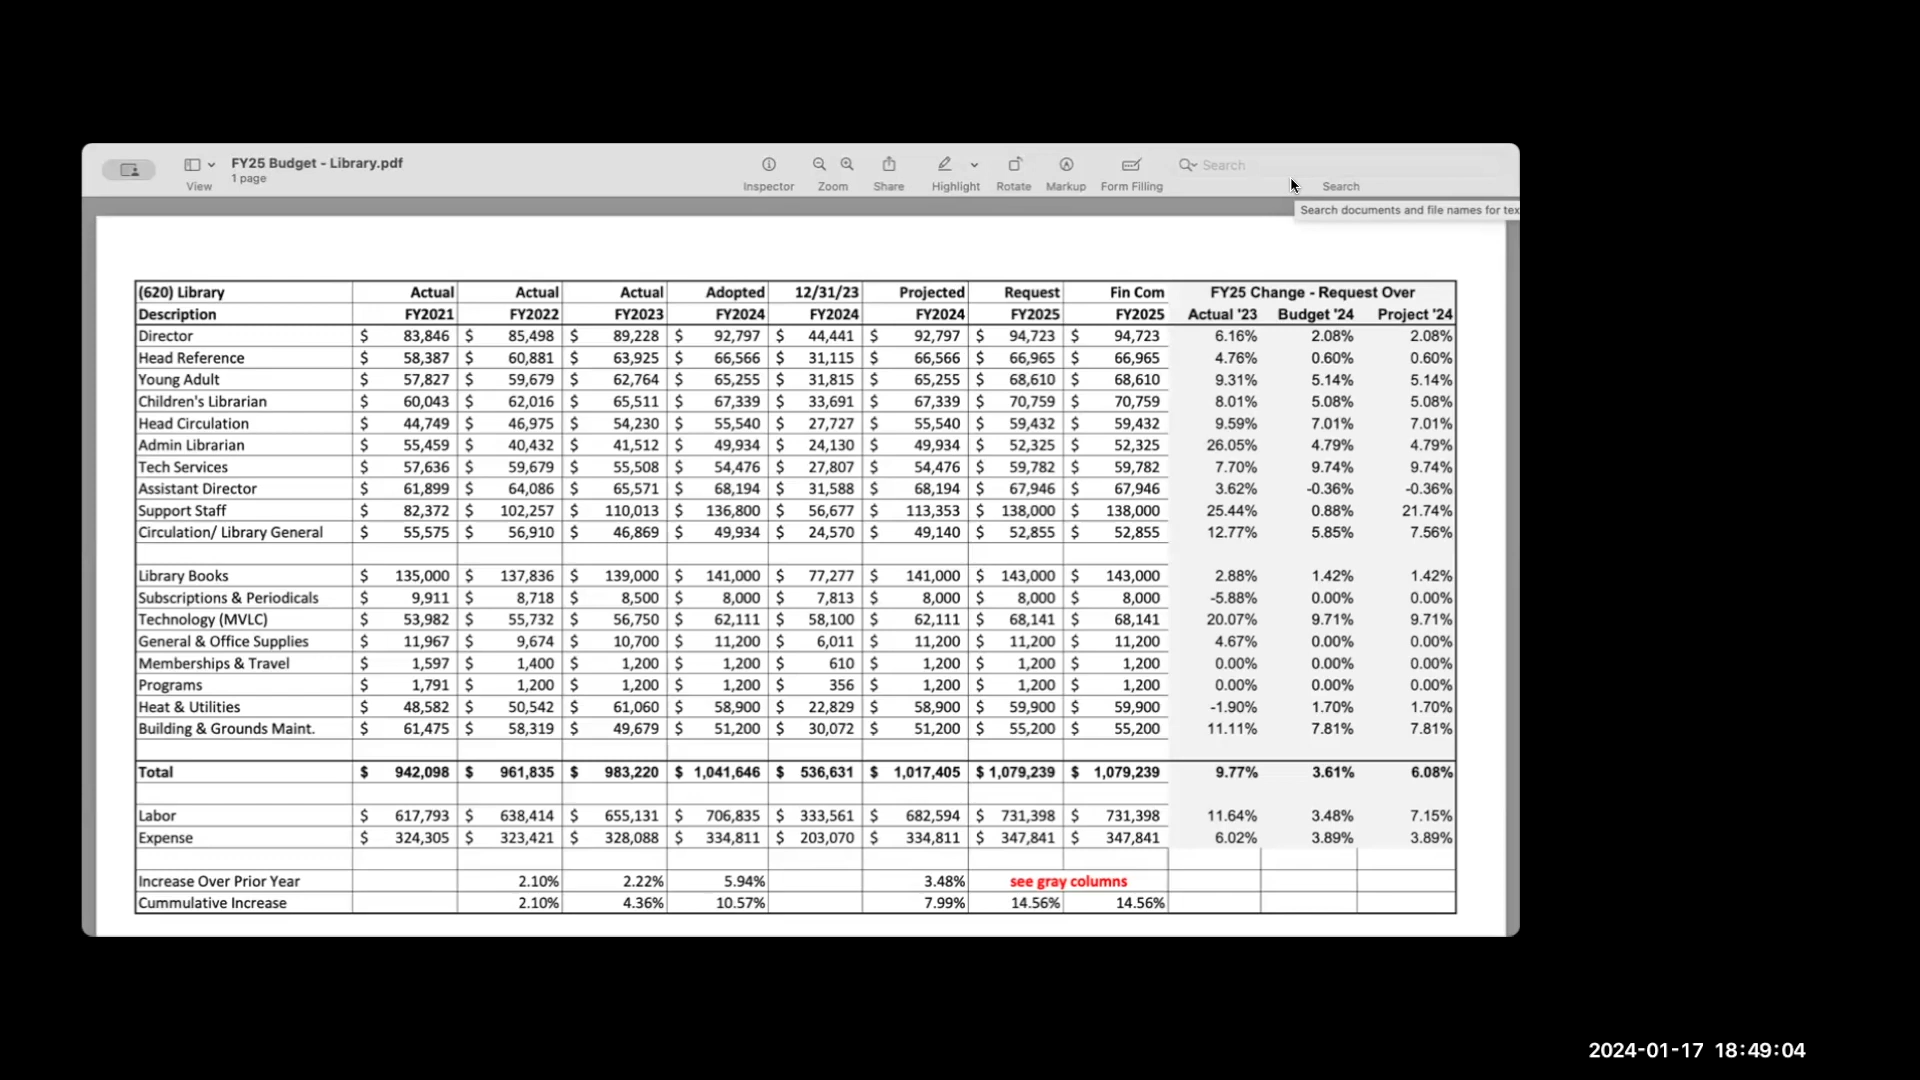 FY25 Budget - Library.pdf
1 page
View
Inspector Zoom Share Highlight Rotate Markup Form Filling Search
Search
Search documents and file names for tex
(620) Library Actual Actual Actual Adopted 12/31/23 Projected Request Fin Com FY25 Change - Request Over
Description FY2021 FY2022 FY2023 FY2024 FY2024 FY2024 FY2025 FY2025 Actual '23 Budget '24 Project '24
Director $ 83,846 $ 85,498 $ 89,228 $ 92,797 $ 44,441 $ 92,797 $ 94,723 $ 94,723 6.16% 2.08% 2.08%
Head Reference $ 58,387 $ 60,881 $ 63,925 $ 66,566 $ 31,115 $ 66,566 $ 66,965 $ 66,965 4.76% 0.60% 0.60%
Young Adult $ 57,827 $ 59,679 $ 62,764 $ 65,255 $ 31,815 $ 65,255 $ 68,610 $ 68,610 9.31% 5.14% 5.14%
Children's Librarian $ 60,043 $ 62,016 $ 65,511 $ 67,339 $ 33,691 $ 67,339 $ 70,759 $ 70,759 8.01% 5.08% 5.08%
Head Circulation $ 44,749 $ 46,975 $ 54,230 $ 55,540 $ 27,727 $ 55,540 $ 59,432 $ 59,432 9.59% 7.01% 7.01%
Admin Librarian $ 55,459 $ 40,432 $ 41,512 $ 49,934 $ 24,130 $ 49,934 $ 52,325 $ 52,325 26.05% 4.79% 4.79%
Tech Services $ 57,636 $ 59,679 $ 55,508 $ 54,476 $ 27,807 $ 54,476 $ 59,782 $ 59,782 7.70% 9.74% 9.74%
Assistant Director $ 61,899 $ 64,086 $ 65,571 $ 68,194 $ 31,588 $ 68,194 $ 67,946 $ 67,946 3.62% -0.36% -0.36%
Support Staff $ 82,372 $ 102,257 $ 110,013 $ 136,800 $ 56,677 $ 113,353 $ 138,000 $ 138,000 25.44% 0.88% 21.74%
Circulation/ Library General $ 55,575 $ 56,910 $ 46,869 $ 49,934 $ 24,570 $ 49,140 $ 52,855 $ 52,855 12.77% 5.85% 7.56%
Library Books $ 135,000 $ 137,836 $ 139,000 $ 141,000 $ 77,277 $ 141,000 $ 143,000 $ 143,000 2.88% 1.42% 1.42%
Subscriptions & Periodicals $ 9,911 $ 8,718 $ 8,500 $ 8,000 $ 7,813 $ 8,000 $ 8,000 $ 8,000 -5.88% 0.00% 0.00%
Technology (MVLC) $ 53,982 $ 55,732 $ 56,750 $ 62,111 $ 58,100 $ 62,111 $ 68,141 $ 68,141 20.07% 9.71% 9.71%
General & Office Supplies $ 11,967 $ 9,674 $ 10,700 $ 11,200 $ 6,011 $ 11,200 $ 11,200 $ 11,200 4.67% 0.00% 0.00%
Memberships & Travel $ 1,597 $ 1,400 $ 1,200 $ 1,200 $ 610 $ 1,200 $ 1,200 $ 1,200 0.00% 0.00% 0.00%
Programs $ 1,791 $ 1,200 $ 1,200 $ 1,200 $ 356 $ 1,200 $ 1,200 $ 1,200 0.00% 0.00% 0.00%
Heat & Utilities $ 48,582 $ 50,542 $ 61,060 $ 58,900 $ 22,829 $ 58,900 $ 59,900 $ 59,900 -1.90% 1.70% 1.70%
Building & Grounds Maint. $ 61,475 $ 58,319 $ 49,679 $ 51,200 $ 30,072 $ 51,200 $ 55,200 $ 55,200 11.11% 7.81% 7.81%
Total $ 942,098 $ 961,835 $ 983,220 $ 1,041,646 $ 536,631 $ 1,017,405 $ 1,079,239 $ 1,079,239 9.77% 3.61% 6.08%
Labor $ 617,793 $ 638,414 $ 655,131 $ 706,835 $ 333,561 $ 682,594 $ 731,398 $ 731,398 11.64% 3.48% 7.15%
Expense $ 324,305 $ 323,421 $ 328,088 $ 334,811 $ 203,070 $ 334,811 $ 347,841 $ 347,841 6.02% 3.89% 3.89%
Increase Over Prior Year 2.10% 2.22% 5.94% 3.48% see gray columns
Cummulative Increase 2.10% 4.36% 10.57% 7.99% 14.56% 14.56%
2024-01-17 18:49:04